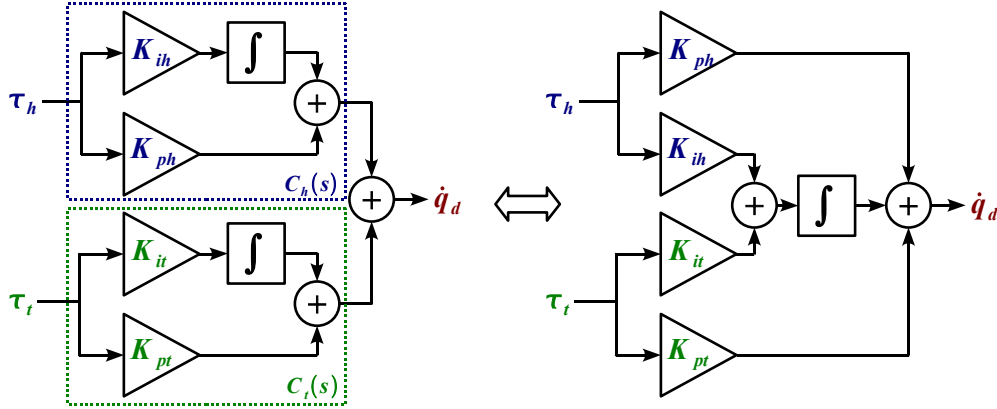 K_ih
∫
τ_h
+
K_ph
C_h(s)
+
q̇_d
K_it
∫
τ_t
+
K_pt
C_t(s)
K_ph
τ_h
K_ih
+
∫
+
q̇_d
K_it
τ_t
K_pt